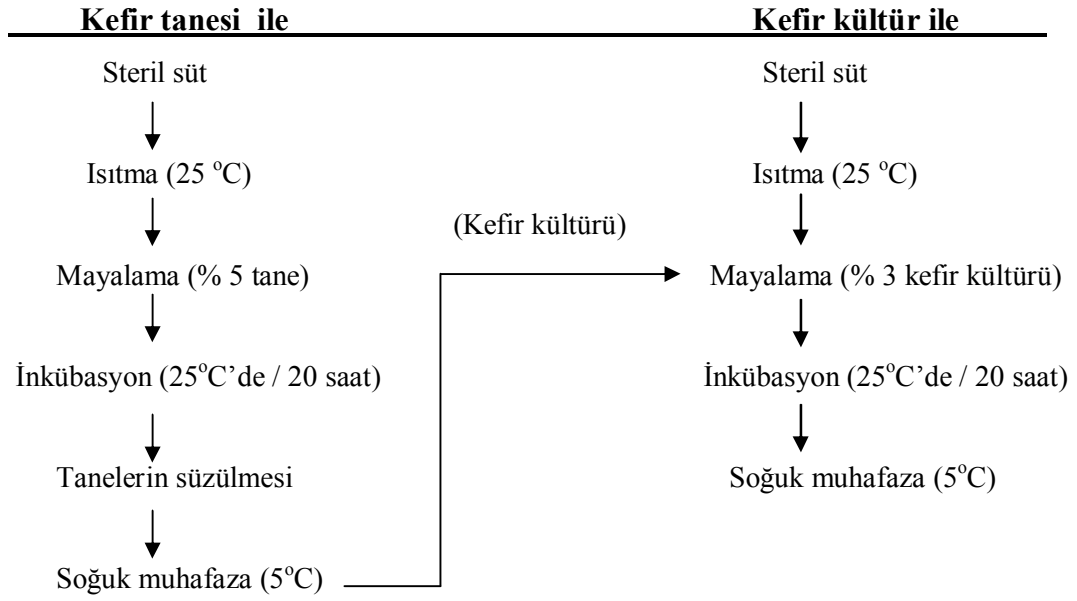 Kefir tanesi ile
Kefir kültür ile
Steril süt
Steril süt
Isıtma (25 °C)
Isıtma (25 °C)
(Kefir kültürü)
Mayalama (% 5 tane)
Mayalama (% 3 kefir kültürü)
İnkübasyon (25°C’de / 20 saat)
İnkübasyon (25°C’de / 20 saat)
Tanelerin süzülmesi
Soğuk muhafaza (5°C)
Soğuk muhafaza (5°C)